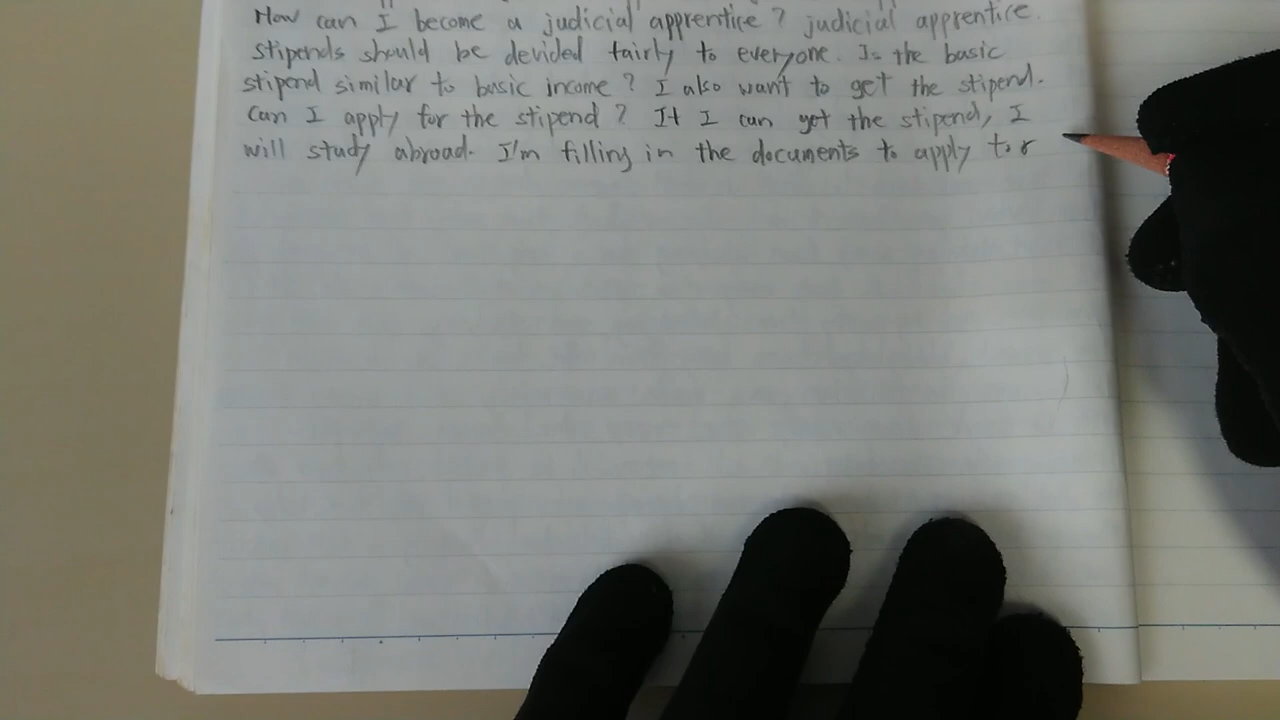 How can I become a judicial apprentice? judicial apprentice.
stipends should be devided fairly to everyone. Is the basic
stipend similar to basic income? I also want to get the stipend.
Can I apply for the stipend? If I can get the stipend, I
will study abroad. I'm filling in the documents to apply for